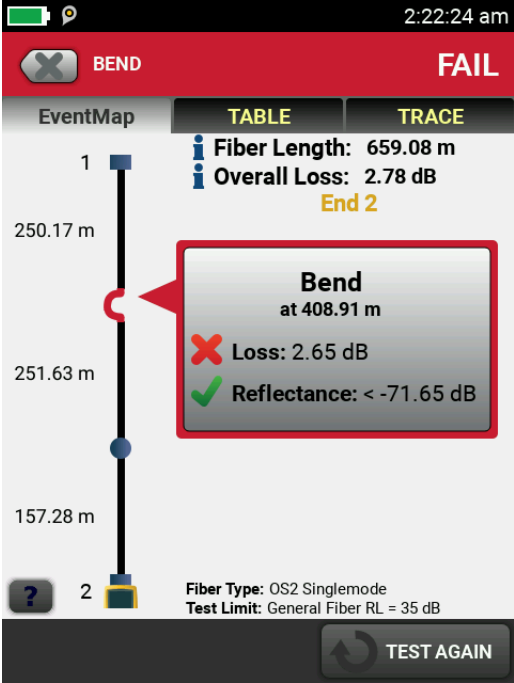 2:22:24 am
BEND
FAIL
EventMap
TABLE
TRACE
Fiber Length: 659.08 m
Overall Loss: 2.78 dB
End 2
1
250.17 m
Bend
at 408.91 m
Loss: 2.65 dB
Reflectance: < -71.65 dB
251.63 m
157.28 m
?
2
Fiber Type: OS2 Singlemode
Test Limit: General Fiber RL = 35 dB
TEST AGAIN